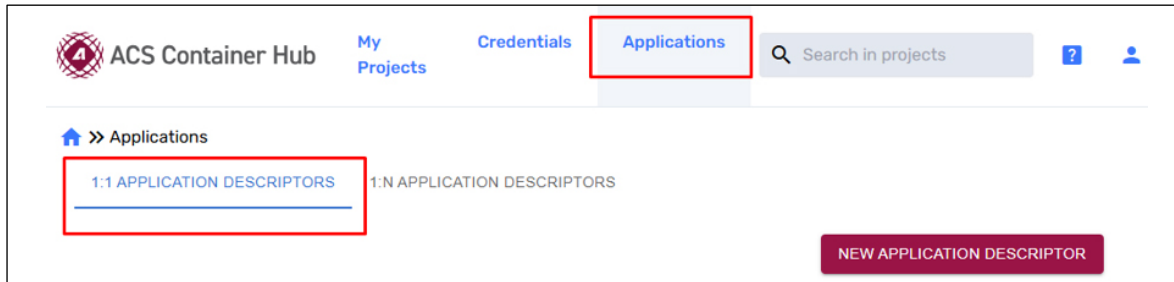 ACS Container Hub
My
Projects
Credentials
Applications
Search in projects
?
» Applications
1:1 APPLICATION DESCRIPTORS
1:N APPLICATION DESCRIPTORS
NEW APPLICATION DESCRIPTOR